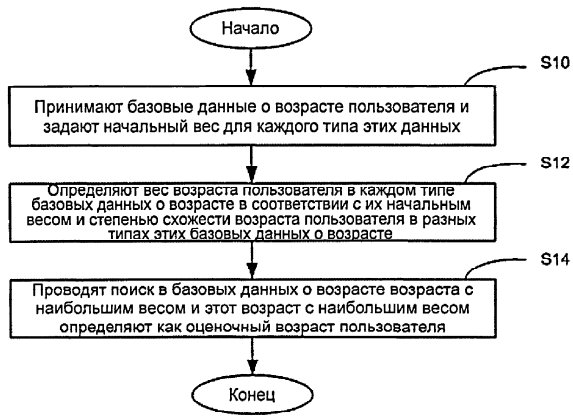 Начало
S10
Принимают базовые данные о возрасте пользователя и
задают начальный вес для каждого типа этих данных
S12
Определяют вес возраста пользователя в каждом типе
базовых данных о возрасте в соответствии с их начальным
весом и степенью схожести возраста пользователя в разных
типах этих базовых данных о возрасте
S14
Проводят поиск в базовых данных о возрасте возраста с
наибольшим весом и этот возраст с наибольшим весом
определяют как оценочный возраст пользователя
Конец